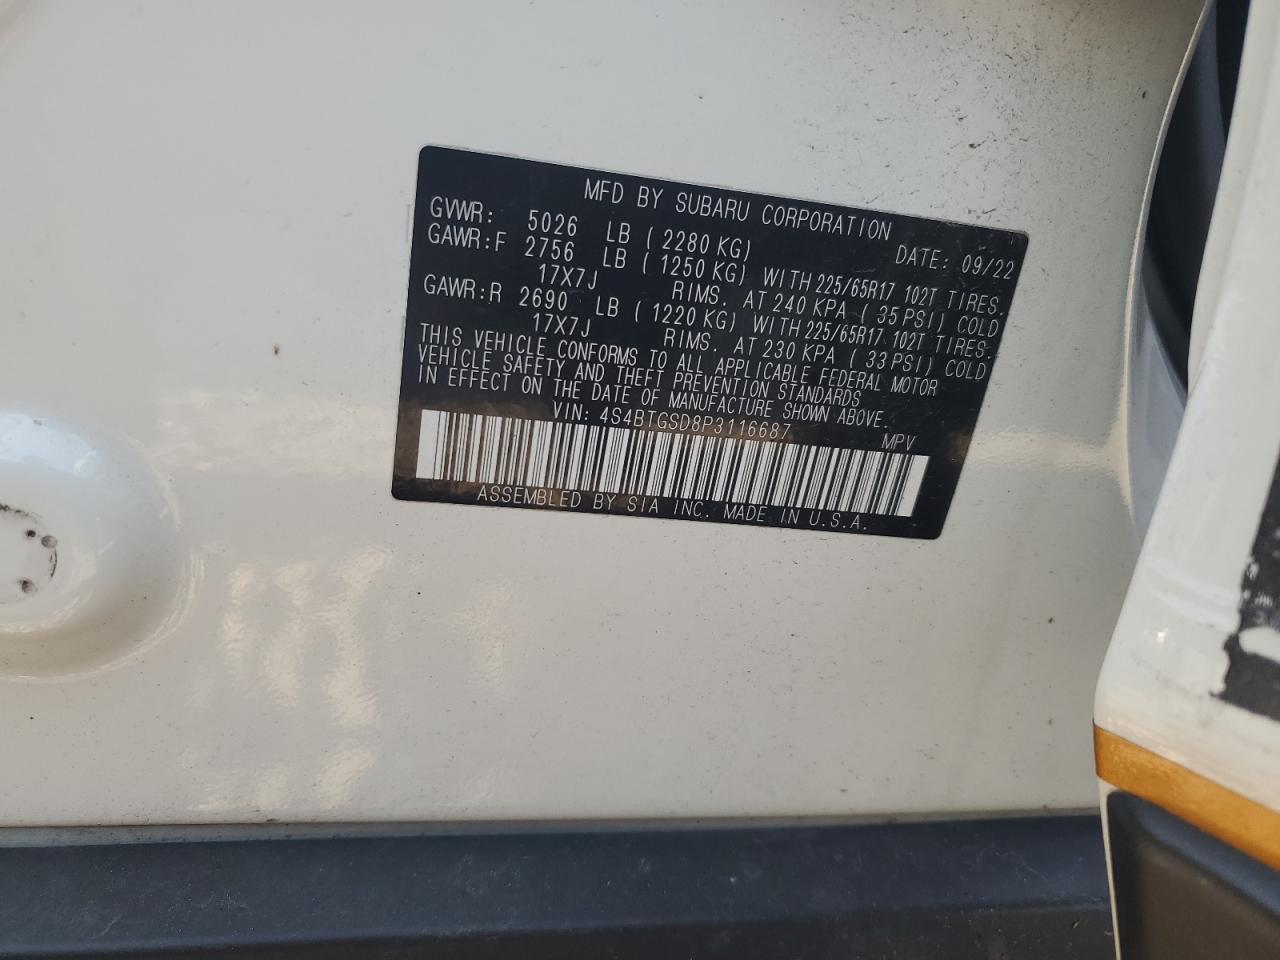 MFD BY SUBARU CORPORATION
GVWR: 5026 LB ( 2280 KG) DATE: 09/22
GAWR:F 2756 LB ( 1250 KG) WITH 225/65R17 102T TIRES.
17X7J RIMS. AT 240 KPA ( 35 PSI) COLD
GAWR:R 2690 LB ( 1220 KG) WITH 225/65R17 102T TIRES.
17X7J RIMS. AT 230 KPA ( 33 PSI) COLD
THIS VEHICLE CONFORMS TO ALL APPLICABLE FEDERAL MOTOR
VEHICLE SAFETY AND THEFT PREVENTION STANDARDS
IN EFFECT ON THE DATE OF MANUFACTURE SHOWN ABOVE.
VIN: 4S4BTGSD8P3116687 MPV
ASSEMBLED BY SIA INC. MADE IN U.S.A.